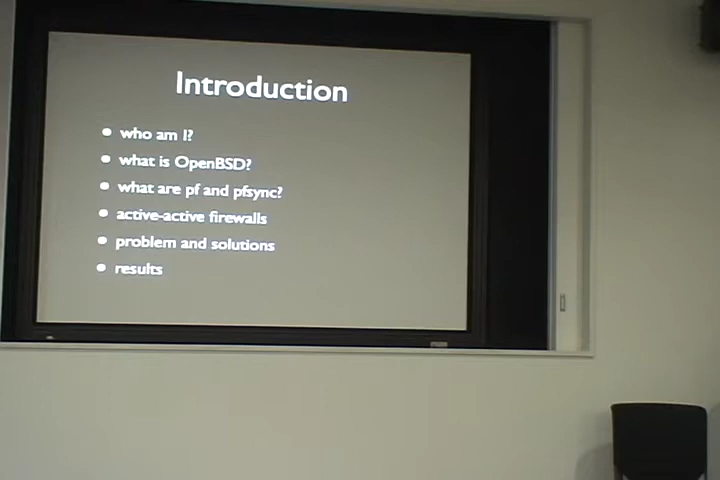 Introduction
• who am I?
• what is OpenBSD?
• what are pf and pfsync?
• active-active firewalls
• problem and solutions
• results